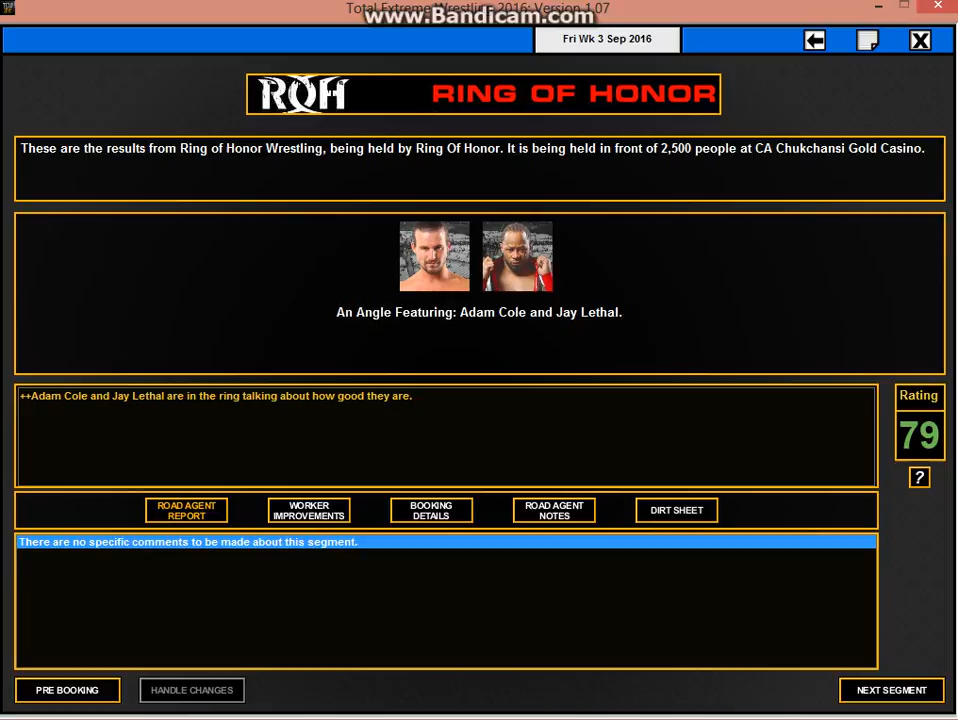 Total Extreme Wrestling 2016: Version 1.07
www.Bandicam.com
Fri Wk 3 Sep 2016
ROH RING OF HONOR
These are the results from Ring of Honor Wrestling, being held by Ring Of Honor. It is being held in front of 2,500 people at CA Chukchansi Gold Casino.
An Angle Featuring: Adam Cole and Jay Lethal.
++Adam Cole and Jay Lethal are in the ring talking about how good they are.
Rating
79
?
ROAD AGENT REPORT
WORKER IMPROVEMENTS
BOOKING DETAILS
ROAD AGENT NOTES
DIRT SHEET
There are no specific comments to be made about this segment.
PRE BOOKING
HANDLE CHANGES
NEXT SEGMENT